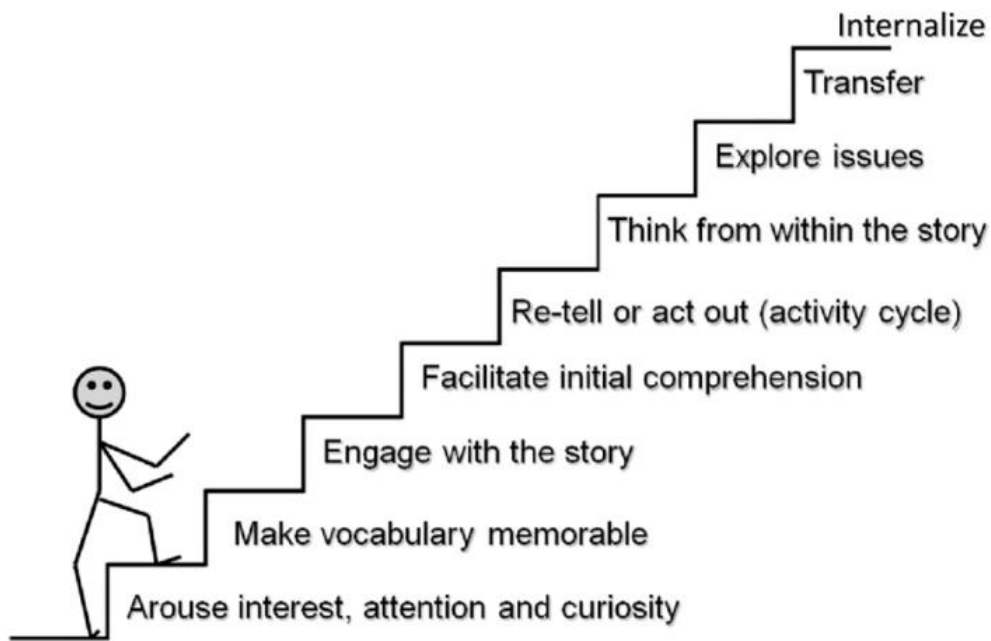 Internalize
Transfer
Explore issues
Think from within the story
Re-tell or act out (activity cycle)
Facilitate initial comprehension
Engage with the story
Make vocabulary memorable
Arouse interest, attention and curiosity